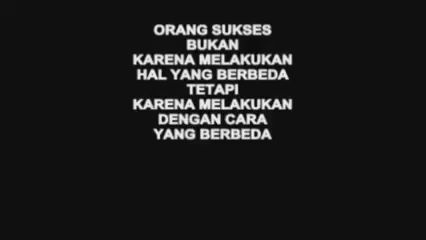 ORANG SUKSES
BUKAN
KARENA MELAKUKAN
HAL YANG BERBEDA
TETAPI
KARENA MELAKUKAN
DENGAN CARA
YANG BERBEDA